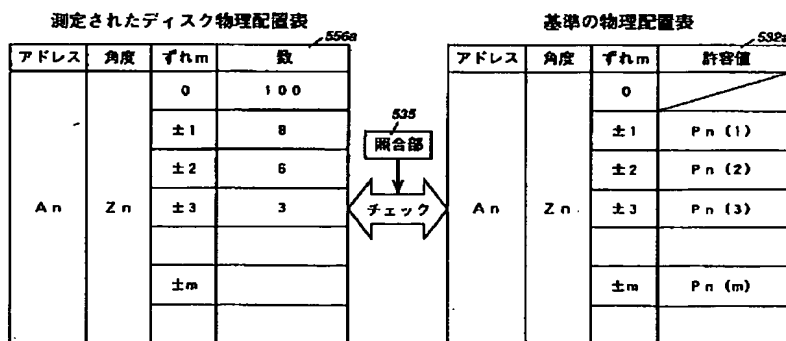 測定されたディスク物理配置表
556a
アドレス 角度 ずれm 数
An Zn
0 100
±1 8
±2 6
±3 3
±m
535
照合部
チェック
基準の物理配置表
532a
アドレス 角度 ずれm 許容値
An Zn
0
±1 Pn (1)
±2 Pn (2)
±3 Pn (3)
±m Pn (m)